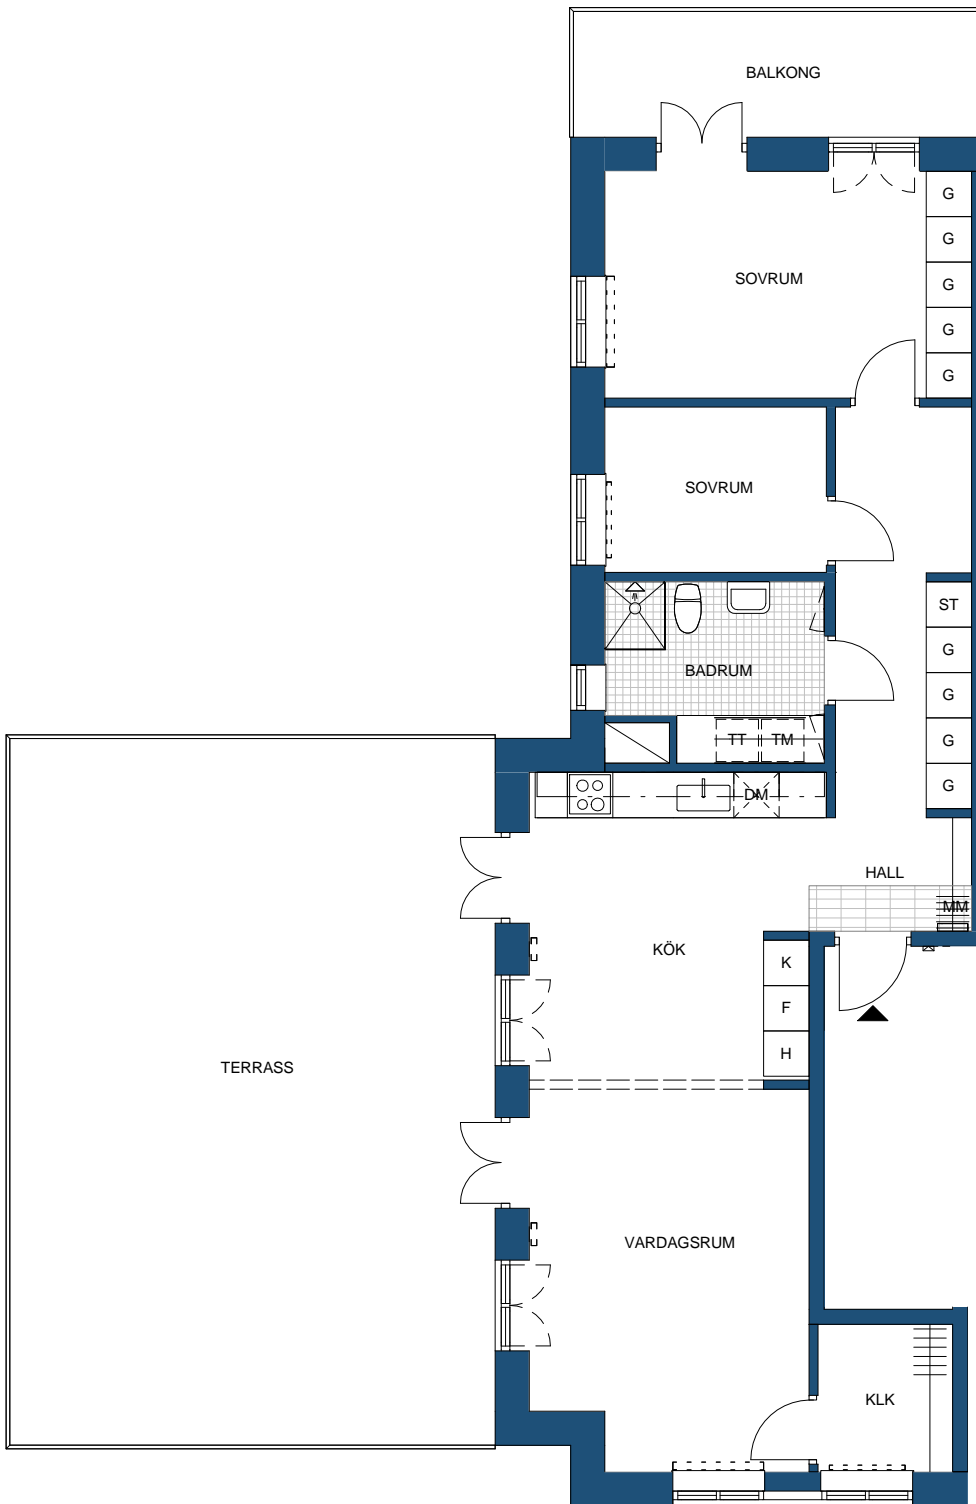 BALKONG
G
G
SOVRUM
G
G
G
SOVRUM
ST
G
BADRUM
G
TT
TM
G
G
DM
HALL
MM
KÖK
K
F
H
TERRASS
VARDAGSRUM
KLK